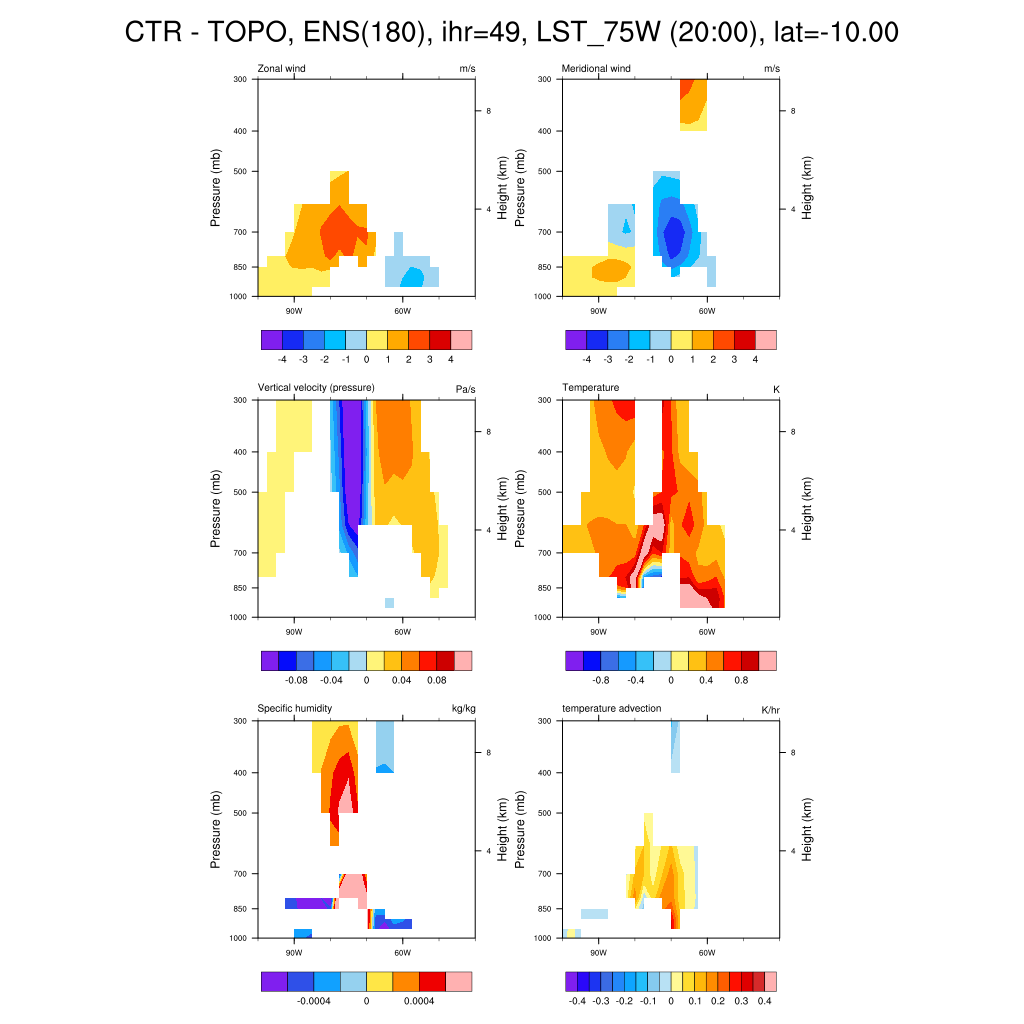 CTR - TOPO, ENS(180), ihr=49, LST_75W (20:00), lat=-10.00
Zonal wind m/s
Pressure (mb)
300
400
500
700
850
1000
8
4
Height (km)
90W 60W
-4 -3 -2 -1 0 1 2 3 4
Meridional wind m/s
Pressure (mb)
300
400
500
700
850
1000
8
4
Height (km)
90W 60W
-4 -3 -2 -1 0 1 2 3 4
Vertical velocity (pressure) Pa/s
Pressure (mb)
300
400
500
700
850
1000
8
4
Height (km)
90W 60W
-0.08 -0.04 0 0.04 0.08
Temperature K
Pressure (mb)
300
400
500
700
850
1000
8
4
Height (km)
90W 60W
-0.8 -0.4 0 0.4 0.8
Specific humidity kg/kg
Pressure (mb)
300
400
500
700
850
1000
8
4
Height (km)
90W 60W
-0.0004 0 0.0004
temperature advection K/hr
Pressure (mb)
300
400
500
700
850
1000
8
4
Height (km)
90W 60W
-0.4 -0.3 -0.2 -0.1 0 0.1 0.2 0.3 0.4